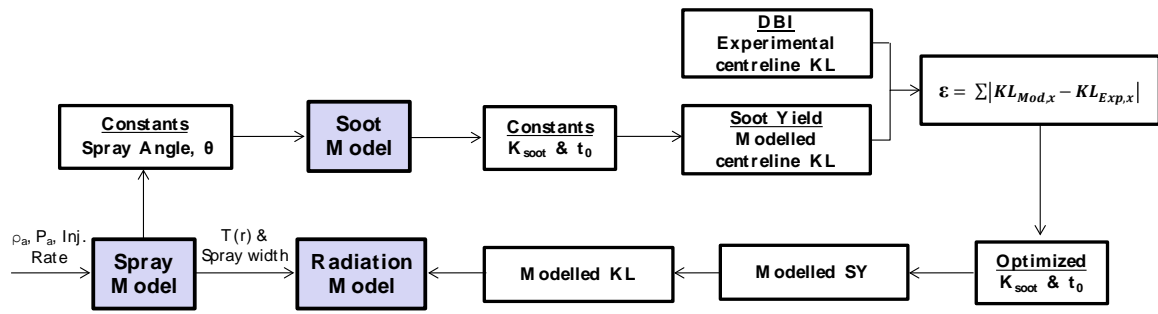 DBI
Experimental
centreline KL
ε = ∑|KL_Mod,x − KL_Exp,x|
Constants
Spray Angle, θ
Soot
Model
Constants
K_soot & t_0
Soot Yield
Modelled
centreline KL
ρ_a, P_a, Inj.
Rate
Spray
Model
T(r) &
Spray width
Radiation
Model
Modelled KL
Modelled SY
Optimized
K_soot & t_0